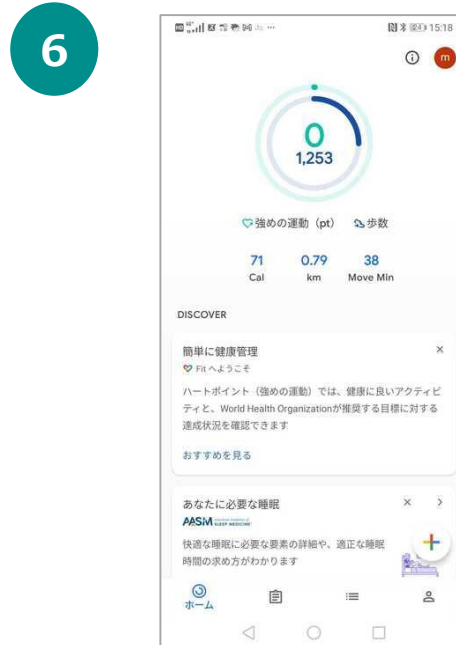 6
15:18
m
0
1,253
強めの運動（pt） 歩数
71 0.79 38
Cal km Move Min
DISCOVER
簡単に健康管理 ×
Fit へようこそ
ハートポイント（強めの運動）では、健康に良いアクティビ
ティと、World Health Organizationが推奨する目標に対する
達成状況を確認できます
おすすめを見る
あなたに必要な睡眠 ×
AASM SLEEP MEDICINE
快適な睡眠に必要な要素の詳細や、適正な睡眠
時間の求め方がわかります
ホーム